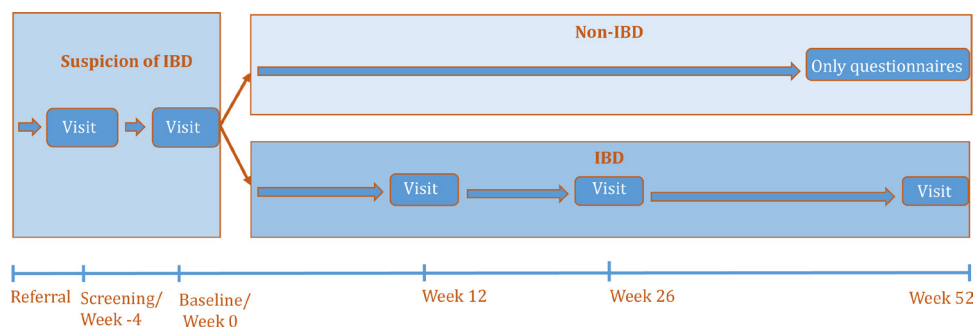 Suspicion of IBD
Visit
Visit
Non-IBD
Only questionnaires
IBD
Visit
Visit
Visit
Referral
Screening/
Week -4
Baseline/
Week 0
Week 12
Week 26
Week 52